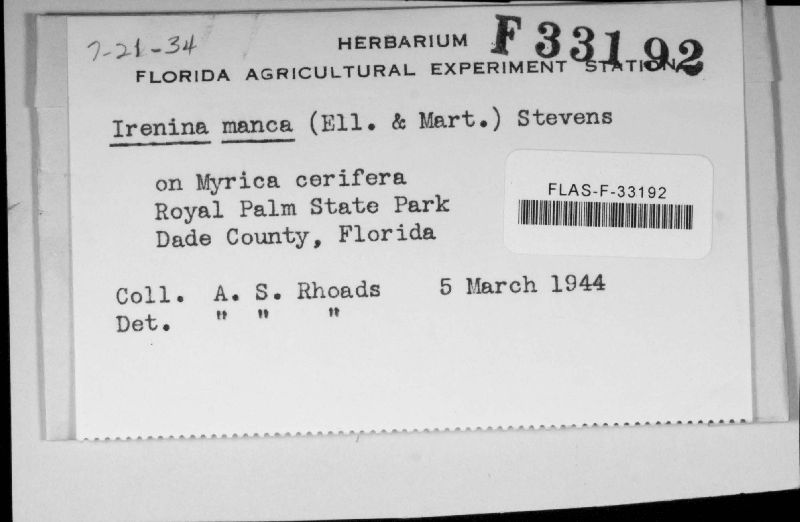 7-21-34
HERBARIUM F 33192
FLORIDA AGRICULTURAL EXPERIMENT STATION
Irenina manca (Ell. & Mart.) Stevens
on Myrica cerifera
Royal Palm State Park
Dade County, Florida
FLAS-F-33192
Coll. A. S. Rhoads 5 March 1944
Det. " " "